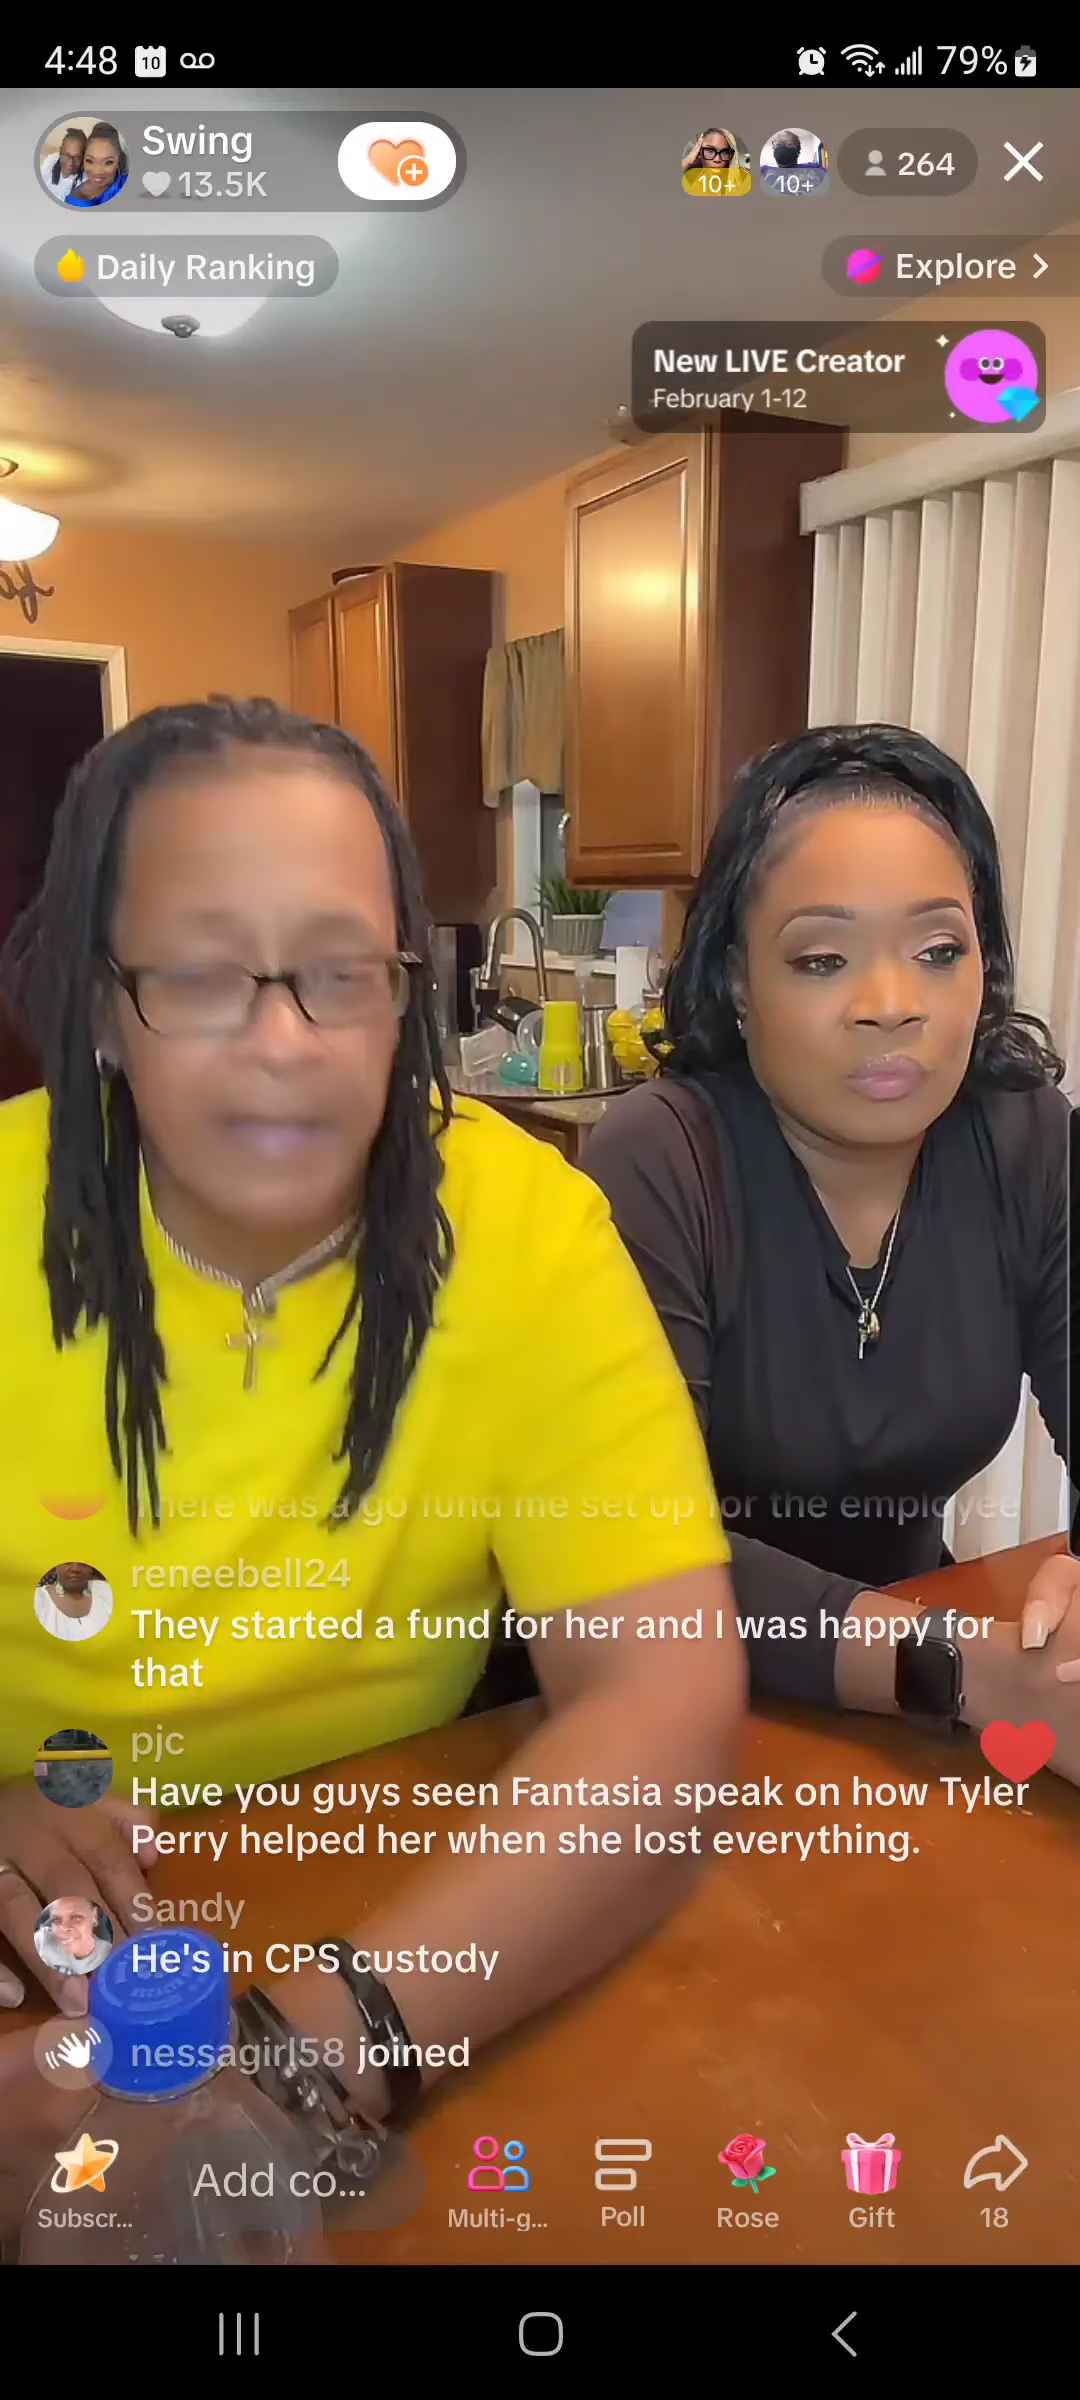 4:48
10
79%
Swing
13.5K
10+
10+
264
Daily Ranking
Explore >
New LIVE Creator
February 1-12
There was a go fund me set up for the employee
reneebell24
They started a fund for her and I was happy for
that
pjc
Have you guys seen Fantasia speak on how Tyler
Perry helped her when she lost everything.
Sandy
He's in CPS custody
nessagirl58 joined
Add co...
Subscr...
Multi-g...
Poll
Rose
Gift
18